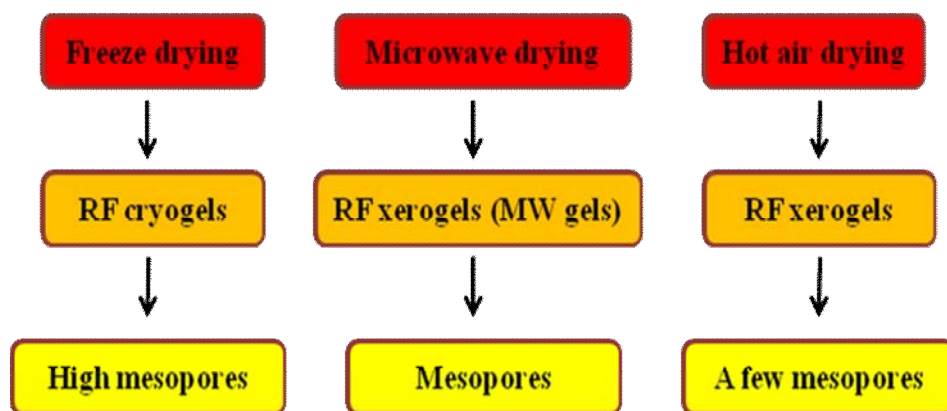 Freeze drying
Microwave drying
Hot air drying
RF cryogels
RF xerogels (MW gels)
RF xerogels
High mesopores
Mesopores
A few mesopores